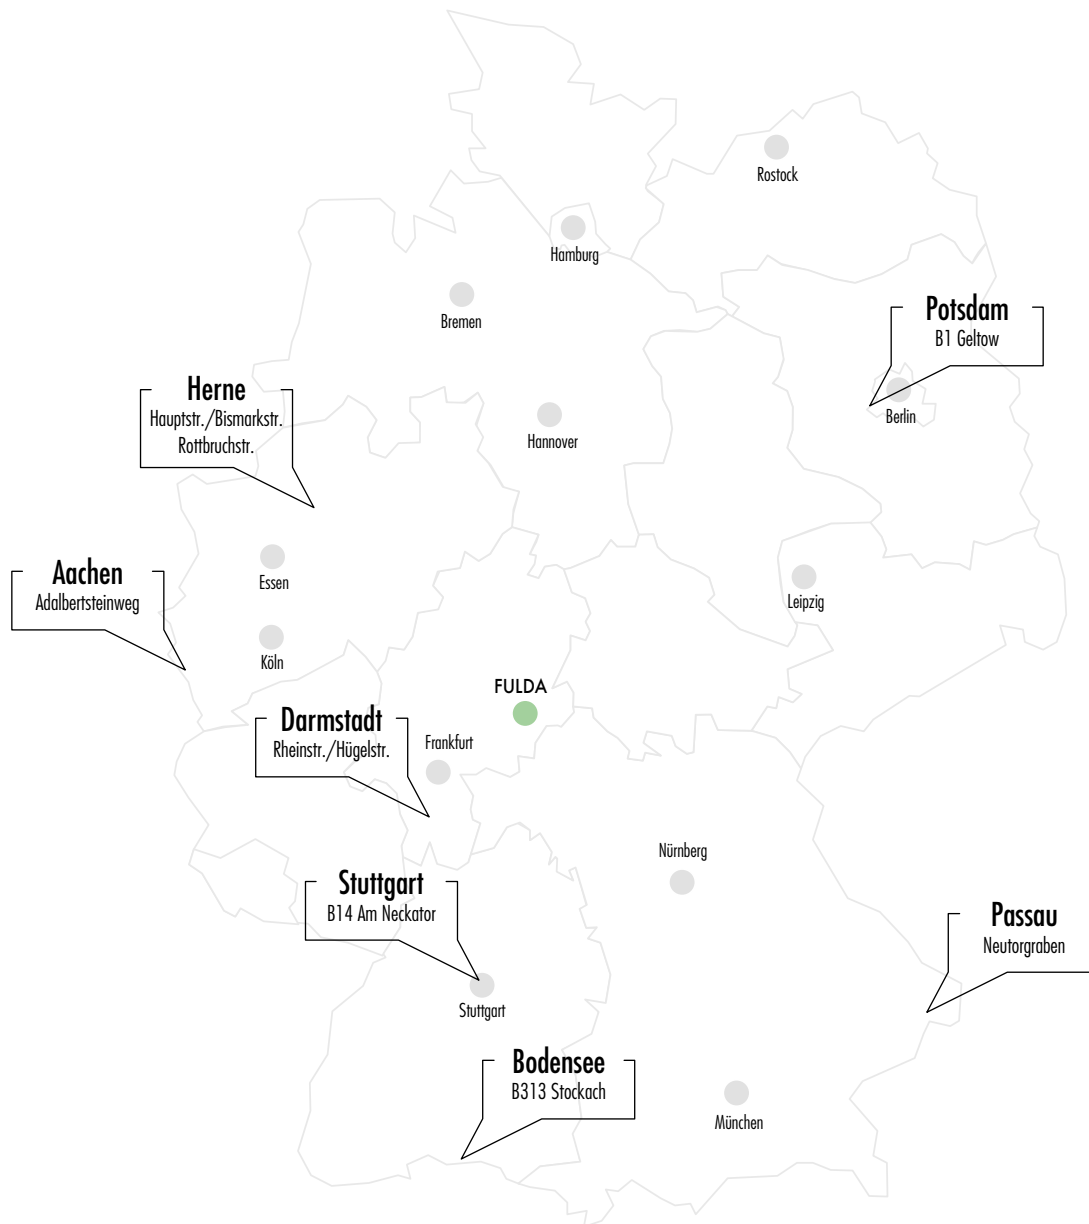 Rostock
Hamburg
Bremen
Potsdam
B1 Geltow
Herne
Hauptstr./Bismarkstr.
Rottbruchstr.
Berlin
Hannover
Aachen
Adalbertsteinweg
Essen
Leipzig
Köln
FULDA
Darmstadt
Rheinstr./Hügelstr.
Frankfurt
Nürnberg
Stuttgart
B14 Am Neckator
Passau
Neutorgraben
Stuttgart
Bodensee
B313 Stockach
München